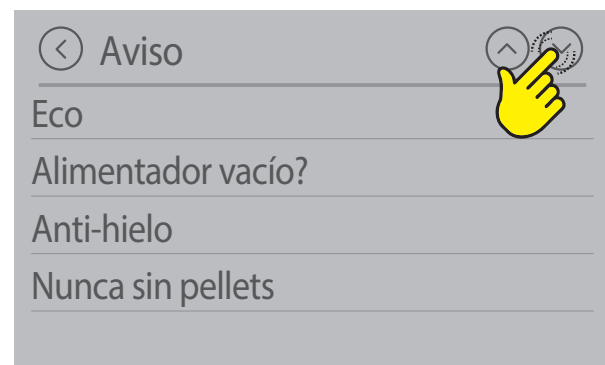 Aviso
Eco
Alimentador vacío?
Anti-hielo
Nunca sin pellets